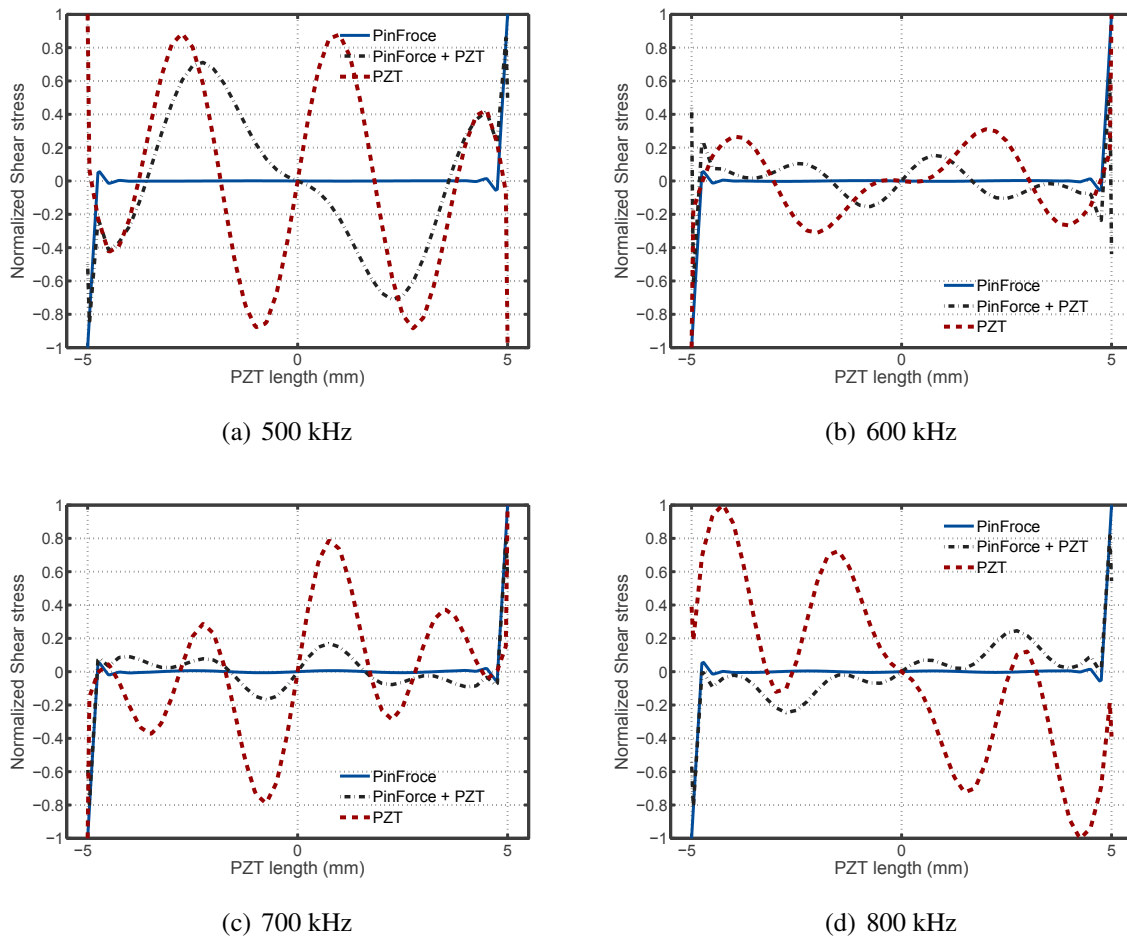 1
0.8
0.6
0.4
0.2
0
−0.2
−0.4
−0.6
−0.8
−1
Normalized Shear stress
−5
0
5
PZT length (mm)
PinFroce
PinForce + PZT
PZT
(a) 500 kHz
1
0.8
0.6
0.4
0.2
0
−0.2
−0.4
−0.6
−0.8
−1
Normalized Shear stress
−5
0
5
PZT length (mm)
PinFroce
PinForce + PZT
PZT
(b) 600 kHz
1
0.8
0.6
0.4
0.2
0
−0.2
−0.4
−0.6
−0.8
−1
Normalized Shear stress
−5
0
5
PZT length (mm)
PinFroce
PinForce + PZT
PZT
(c) 700 kHz
1
0.8
0.6
0.4
0.2
0
−0.2
−0.4
−0.6
−0.8
−1
Normalized Shear stress
−5
0
5
PZT length (mm)
PinFroce
PinForce + PZT
PZT
(d) 800 kHz